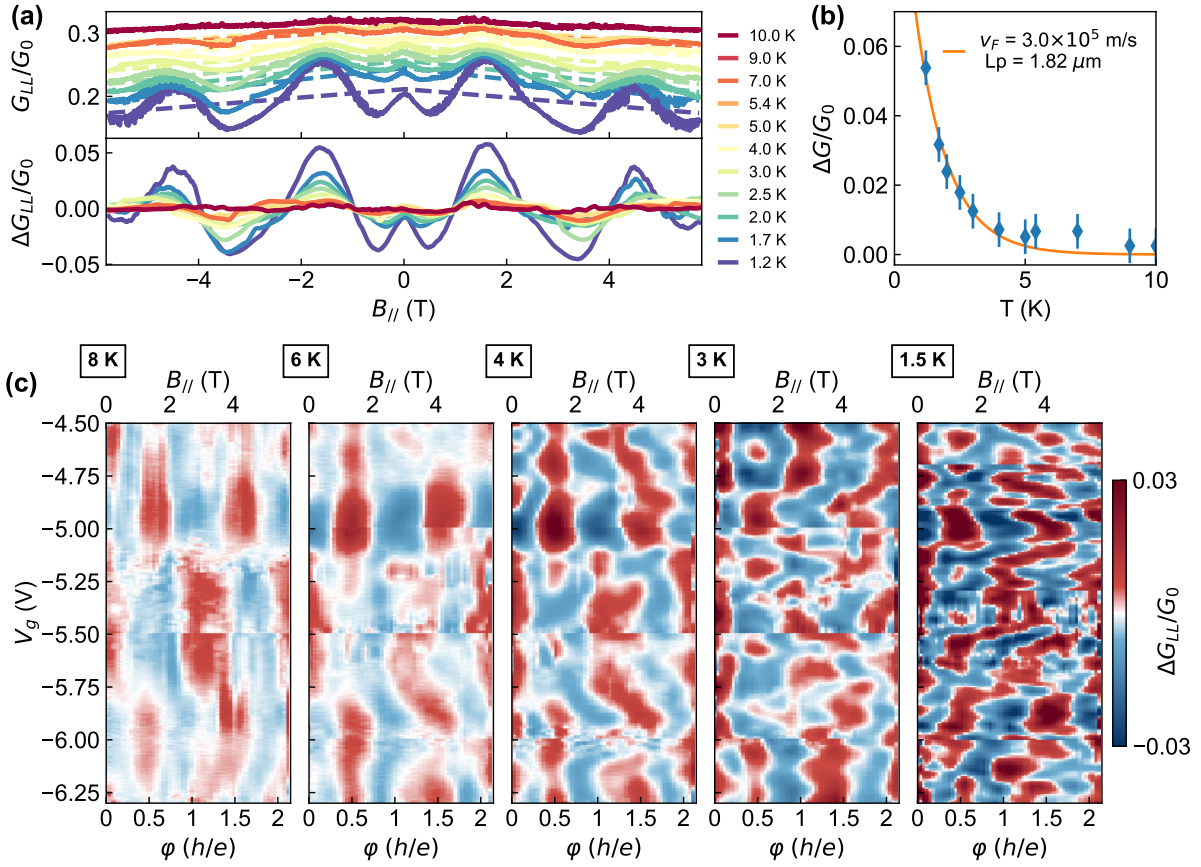 (a)
0.3
0.2
G_LL/G_0
0.05
0.00
−0.05
ΔG_LL/G_0
−4 −2 0 2 4
B_// (T)
10.0 K
9.0 K
7.0 K
5.4 K
5.0 K
4.0 K
3.0 K
2.5 K
2.0 K
1.7 K
1.2 K
(b)
v_F = 3.0×10^5 m/s
Lp = 1.82 μm
0.06
0.04
0.02
0.00
ΔG/G_0
0 5 10
T (K)
(c)
8 K 6 K 4 K 3 K 1.5 K
B_// (T) B_// (T) B_// (T) B_// (T) B_// (T)
0 2 4 0 2 4 0 2 4 0 2 4 0 2 4
−4.50
−4.75
−5.00
−5.25
−5.50
−5.75
−6.00
−6.25
V_g (V)
0 0.5 1 1.5 2 0 0.5 1 1.5 2 0 0.5 1 1.5 2 0 0.5 1 1.5 2 0 0.5 1 1.5 2
φ (h/e) φ (h/e) φ (h/e) φ (h/e) φ (h/e)
0.03
−0.03
ΔG_LL/G_0